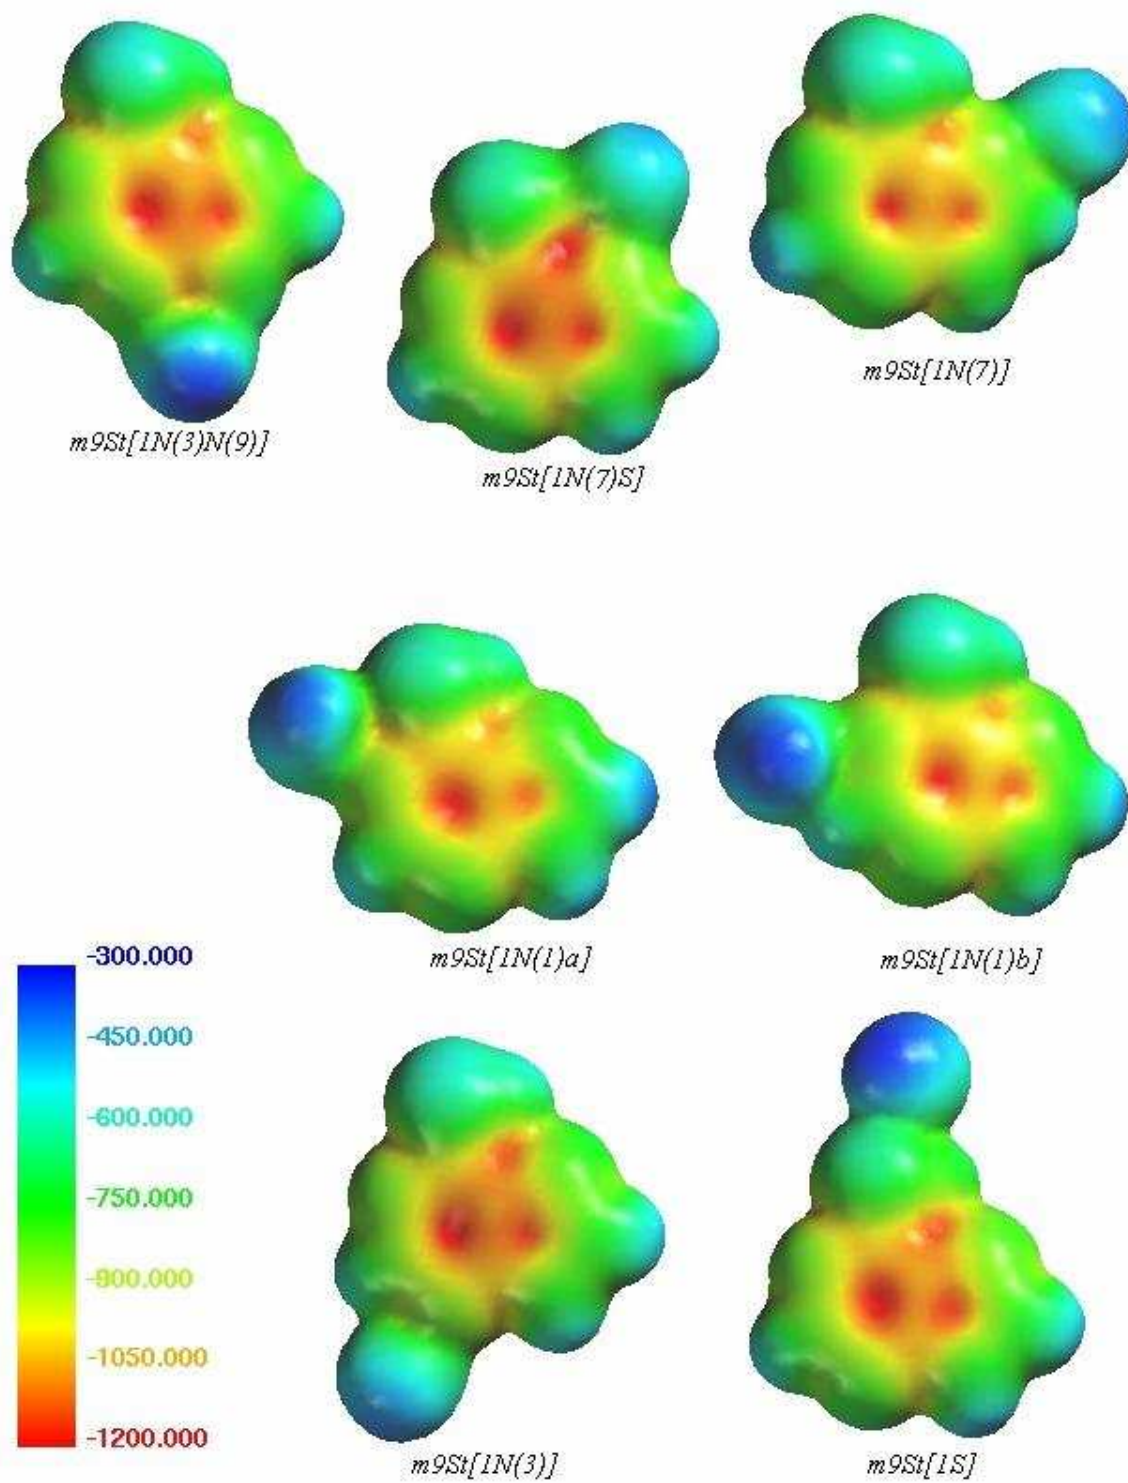 m9St[1N(7)]
m9St[1N(3)N(9)]
m9St[1N(7)S]
m9St[1N(1)a]
m9St[1N(1)b]
-300.000
-450.000
-600.000
-750.000
-900.000
-1050.000
-1200.000
m9St[1N(3)]
m9St[1S]